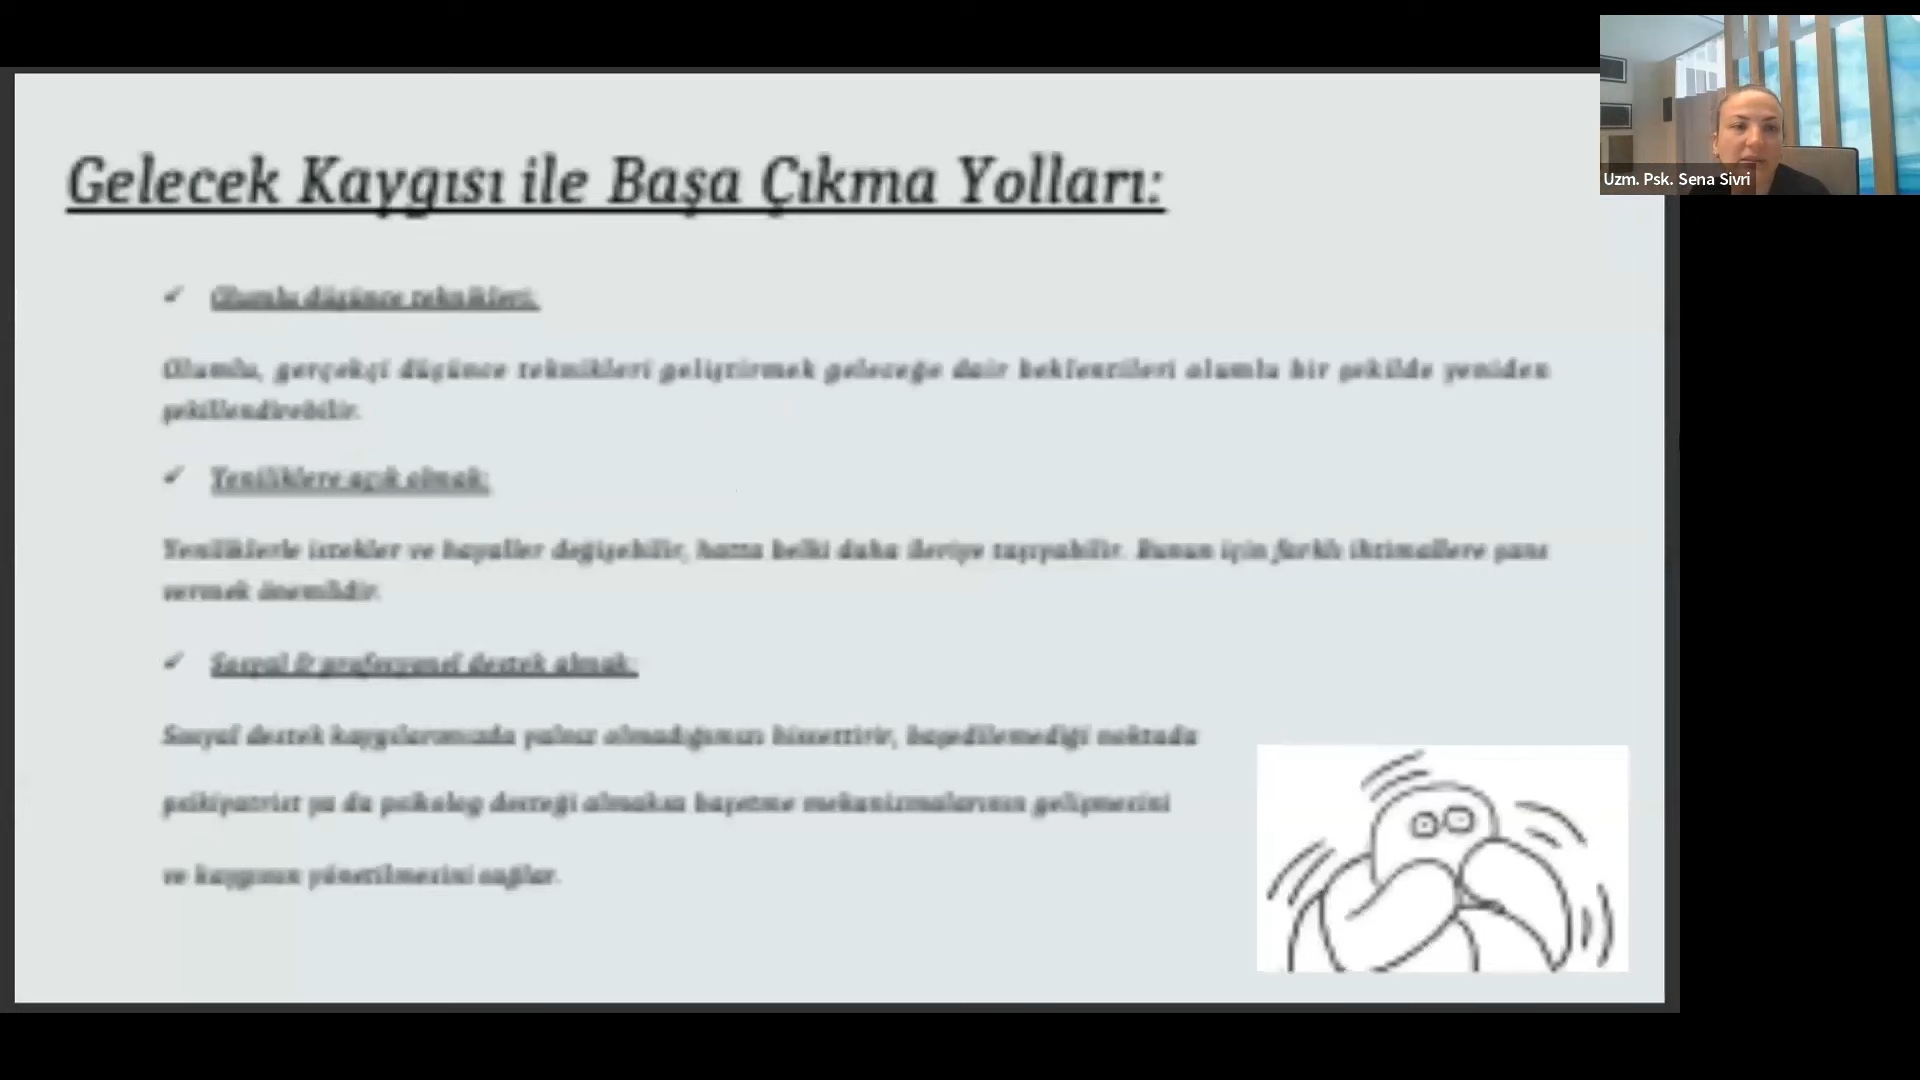 Gelecek Kaygısı ile Başa Çıkma Yolları:
Uzm. Psk. Sena Sivri
Olumlu düşünce teknikleri;
Olumlu, gerçekçi düşünce teknikleri geliştirmek geleceğe dair beklentileri olumlu bir şekilde yeniden
şekillendirebilir.
Yeniliklere açık olmak;
Yeniliklerle istekler ve hayaller değişebilir, hatta belki daha ileriye taşıyabilir. Bunun için farklı ihtimallere şans
vermek önemlidir.
Sosyal & profesyonel destek almak;
Sosyal destek kaygılarımızda yalnız olmadığımızı hissettirir, başedilemediği noktada
psikiyatrist ya da psikolog desteği almaksa başetme mekanizmalarının gelişmesini
ve kaygının yönetilmesini sağlar.